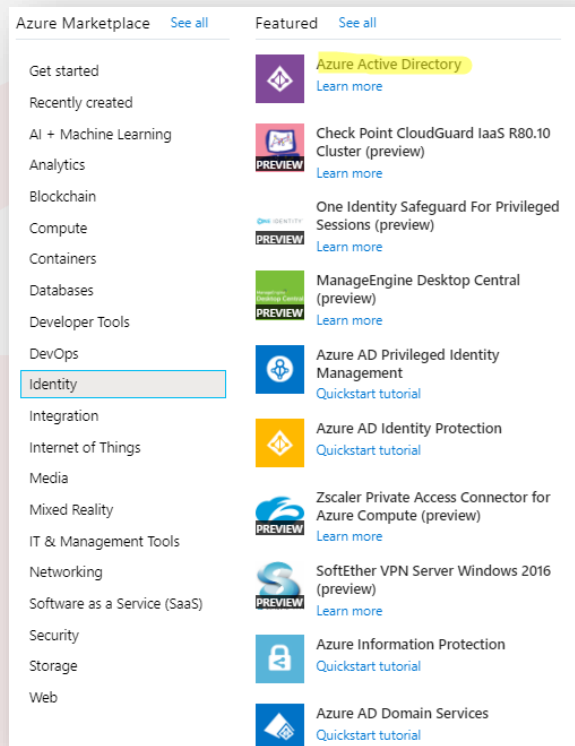 Azure Marketplace See all
Get started
Recently created
AI + Machine Learning
Analytics
Blockchain
Compute
Containers
Databases
Developer Tools
DevOps
Identity
Integration
Internet of Things
Media
Mixed Reality
IT & Management Tools
Networking
Software as a Service (SaaS)
Security
Storage
Web
Featured See all
Azure Active Directory
Learn more
PREVIEW
Check Point CloudGuard IaaS R80.10
Cluster (preview)
Learn more
ONE IDENTITY
PREVIEW
One Identity Safeguard For Privileged
Sessions (preview)
Learn more
ManageEngine
Desktop Central
PREVIEW
ManageEngine Desktop Central
(preview)
Learn more
Azure AD Privileged Identity
Management
Quickstart tutorial
Azure AD Identity Protection
Quickstart tutorial
PREVIEW
Zscaler Private Access Connector for
Azure Compute (preview)
Learn more
PREVIEW
SoftEther VPN Server Windows 2016
(preview)
Learn more
Azure Information Protection
Quickstart tutorial
Azure AD Domain Services
Quickstart tutorial